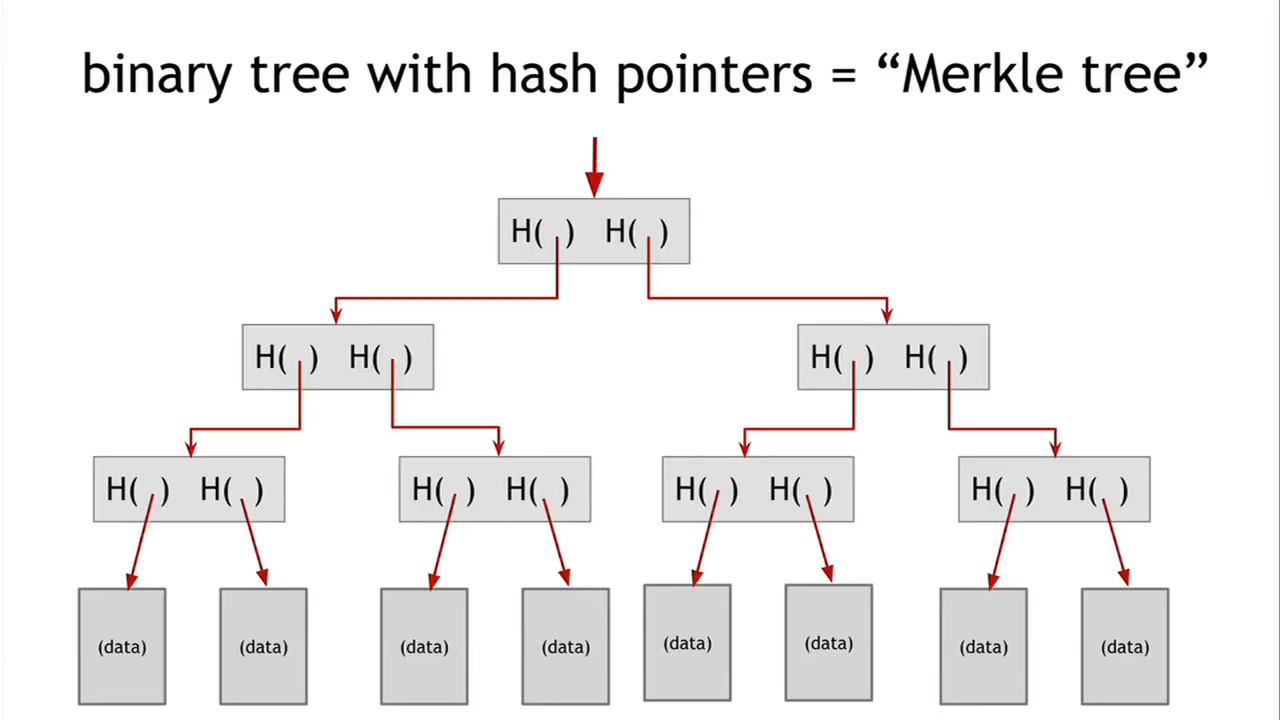 binary tree with hash pointers = “Merkle tree”
H( ) H( )
H( ) H( ) H( ) H( )
H( ) H( ) H( ) H( ) H( ) H( ) H( ) H( )
(data) (data) (data) (data) (data) (data) (data) (data)